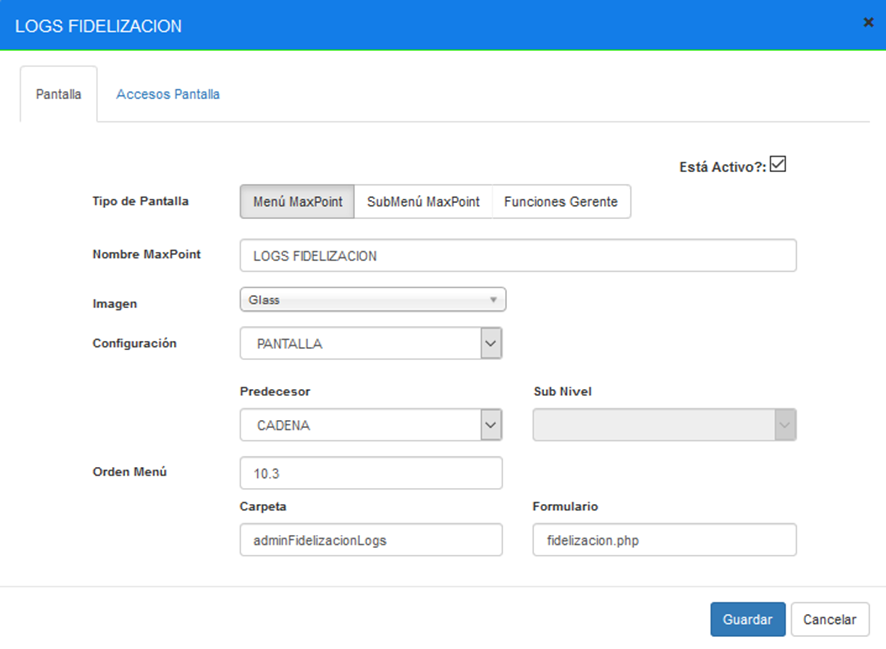 LOGS FIDELIZACION
Pantalla
Accesos Pantalla
Está Activo?:
Tipo de Pantalla
Menú MaxPoint
SubMenú MaxPoint
Funciones Gerente
Nombre MaxPoint
LOGS FIDELIZACION
Imagen
Glass
Configuración
PANTALLA
Predecesor
Sub Nivel
CADENA
Orden Menú
10.3
Carpeta
Formulario
adminFidelizacionLogs
fidelizacion.php
Guardar
Cancelar